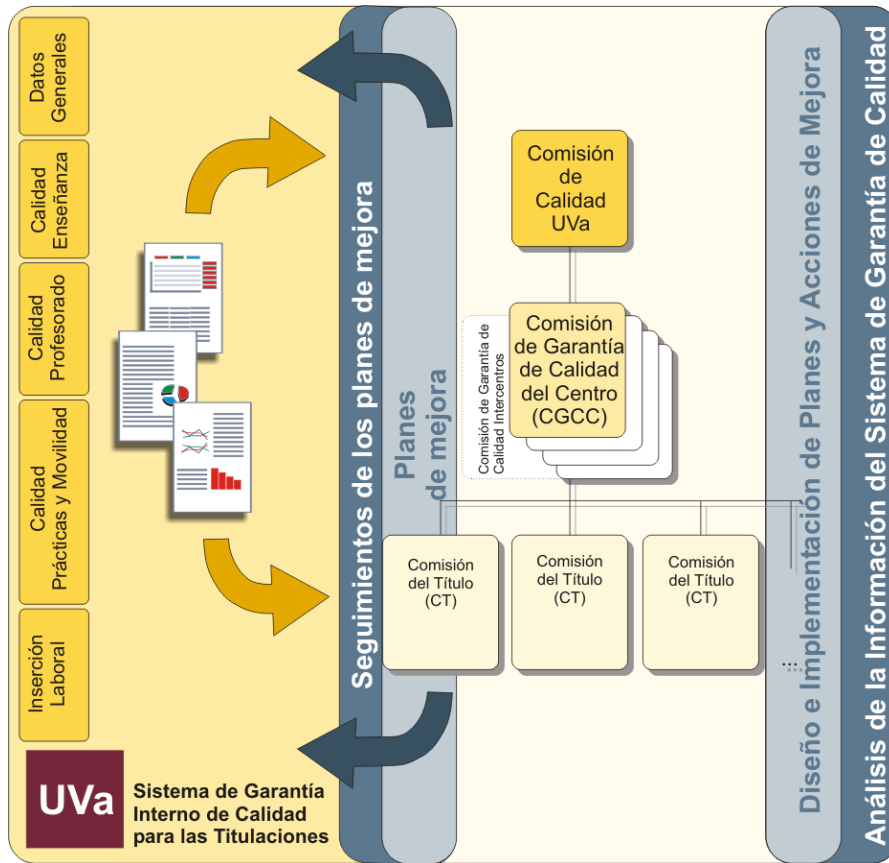 Datos
Generales
Calidad
Enseñanza
Calidad
Profesorado
Calidad
Prácticas y Movilidad
Inserción
Laboral
UVa
Sistema de Garantía
Interno de Calidad
para las Titulaciones
Seguimientos de los planes de mejora
Planes
de mejora
Comisión
de
Calidad
UVa
Comisión de Garantía de
Calidad Intercentros
Comisión
de Garantía
de Calidad
del Centro
(CGCC)
Comisión
del Título
(CT)
Comisión
del Título
(CT)
Comisión
del Título
(CT)
Diseño e Implementación de Planes y Acciones de Mejora
Análisis de la Información del Sistema de Garantía de Calidad